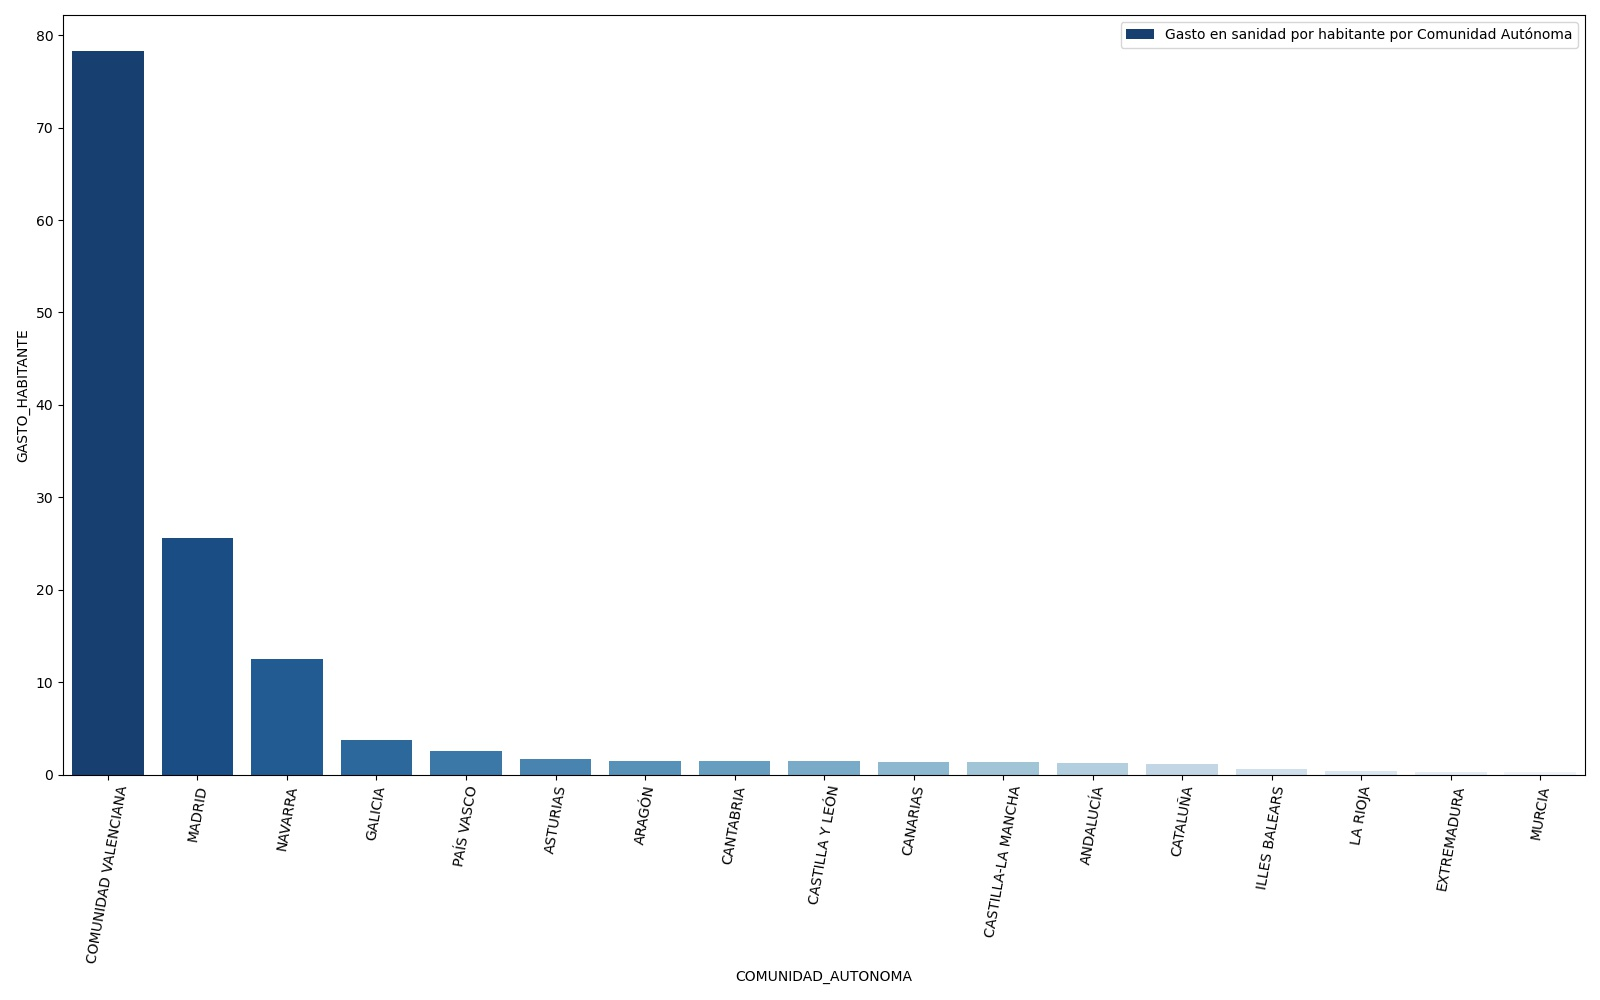 Gasto en sanidad por habitante por Comunidad Autónoma
80
70
60
50
40
30
20
10
0
GASTO_HABITANTE
COMUNIDAD VALENCIANA
MADRID
NAVARRA
GALICIA
PAÍS VASCO
ASTURIAS
ARAGÓN
CANTABRIA
CASTILLA Y LEÓN
CANARIAS
CASTILLA-LA MANCHA
ANDALUCÍA
CATALUÑA
ILLES BALEARS
LA RIOJA
EXTREMADURA
MURCIA
COMUNIDAD_AUTONOMA